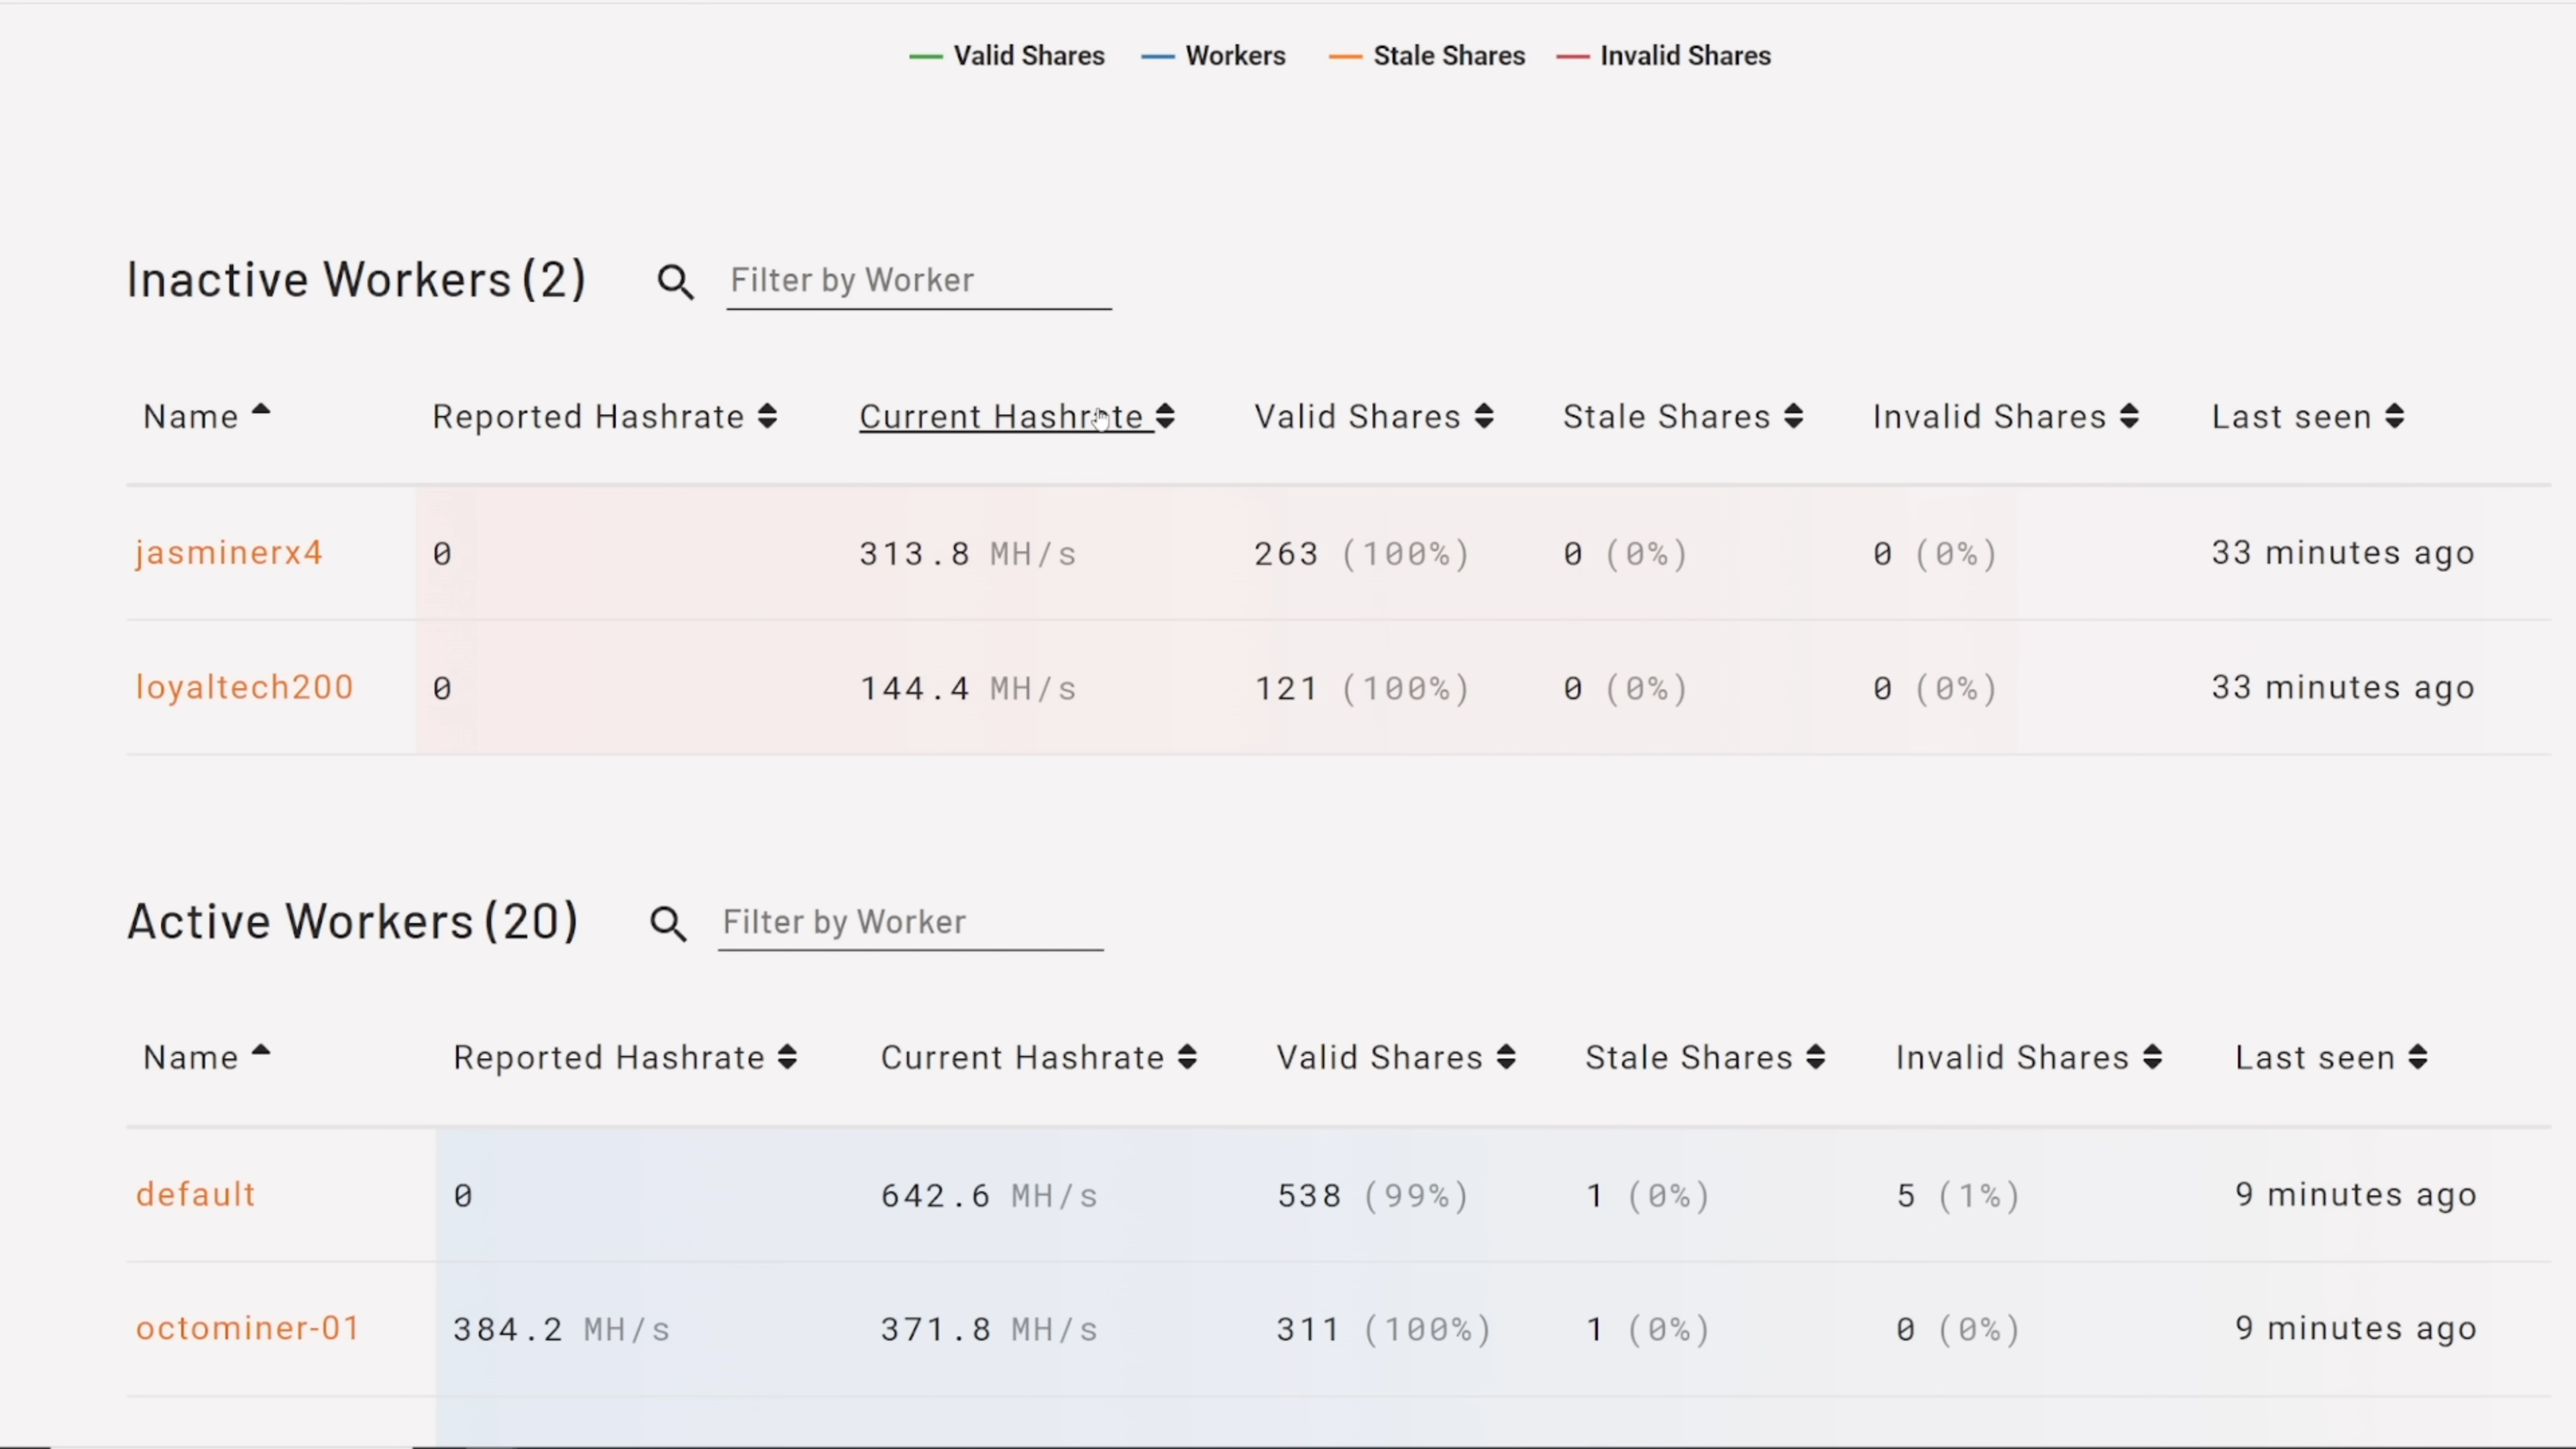 Valid Shares Workers Stale Shares Invalid Shares
Inactive Workers (2) Filter by Worker
Name Reported Hashrate Current Hashrate Valid Shares Stale Shares Invalid Shares Last seen
jasminerx4 0 313.8 MH/s 263 (100%) 0 (0%) 0 (0%) 33 minutes ago
loyaltech200 0 144.4 MH/s 121 (100%) 0 (0%) 0 (0%) 33 minutes ago
Active Workers (20) Filter by Worker
Name Reported Hashrate Current Hashrate Valid Shares Stale Shares Invalid Shares Last seen
default 0 642.6 MH/s 538 (99%) 1 (0%) 5 (1%) 9 minutes ago
octominer-01 384.2 MH/s 371.8 MH/s 311 (100%) 1 (0%) 0 (0%) 9 minutes ago